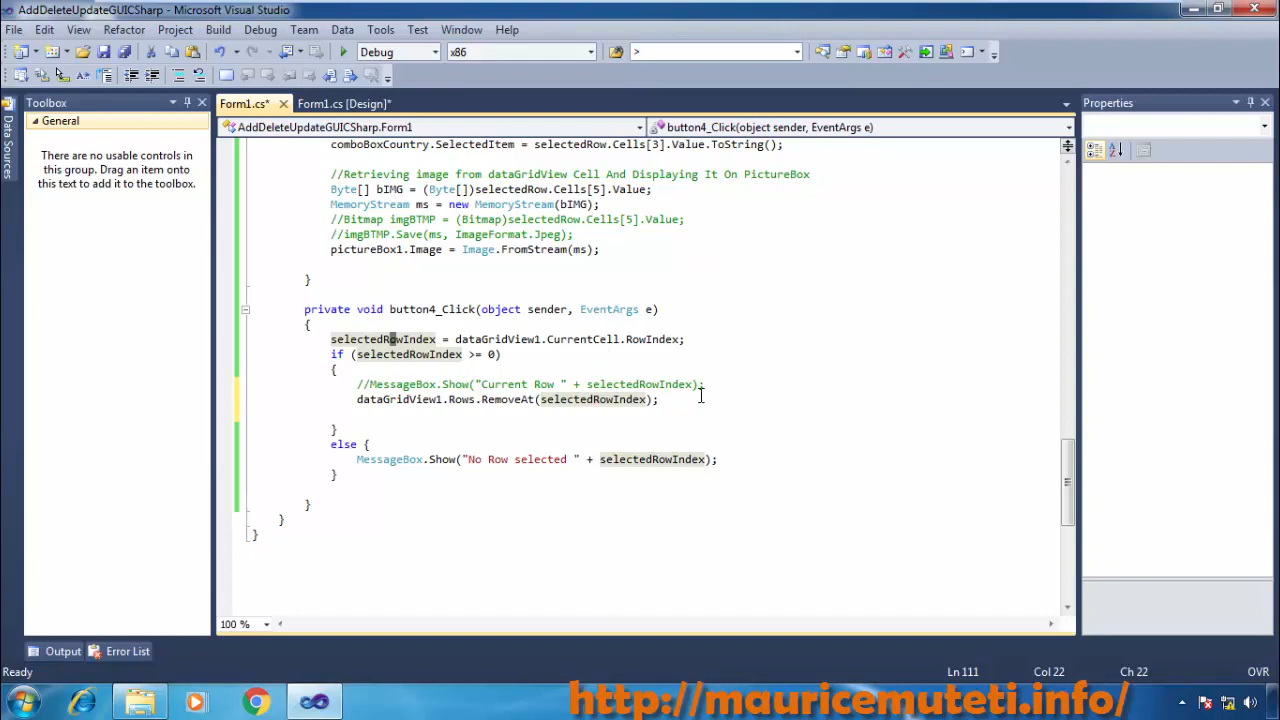 AddDeleteUpdateGUICSharp - Microsoft Visual Studio
File Edit View Refactor Project Build Debug Team Data Tools Test Window Help
Debug x86 >
Toolbox
Form1.cs*
Form1.cs [Design]*
Properties
General
AddDeleteUpdateGUICSharp.Form1
button4_Click(object sender, EventArgs e)
Data Sources
There are no usable controls in
this group. Drag an item onto
this text to add it to the toolbox.
comboBoxCountry.SelectedItem = selectedRow.Cells[3].Value.ToString();
//Retrieving image from dataGridView Cell And Displaying It On PictureBox
Byte[] bIMG = (Byte[])selectedRow.Cells[5].Value;
MemoryStream ms = new MemoryStream(bIMG);
//Bitmap imgBTMP = (Bitmap)selectedRow.Cells[5].Value;
//imgBTMP.Save(ms, ImageFormat.Jpeg);
pictureBox1.Image = Image.FromStream(ms);
}
private void button4_Click(object sender, EventArgs e)
{
selectedRowIndex = dataGridView1.CurrentCell.RowIndex;
if (selectedRowIndex >= 0)
{
//MessageBox.Show("Current Row " + selectedRowIndex);
dataGridView1.Rows.RemoveAt(selectedRowIndex);
}
else {
MessageBox.Show("No Row selected " + selectedRowIndex);
}
}
}
}
100 %
Output Error List
Ready Ln 111 Col 22 Ch 22 OVR
http://mauricemuteti.info/